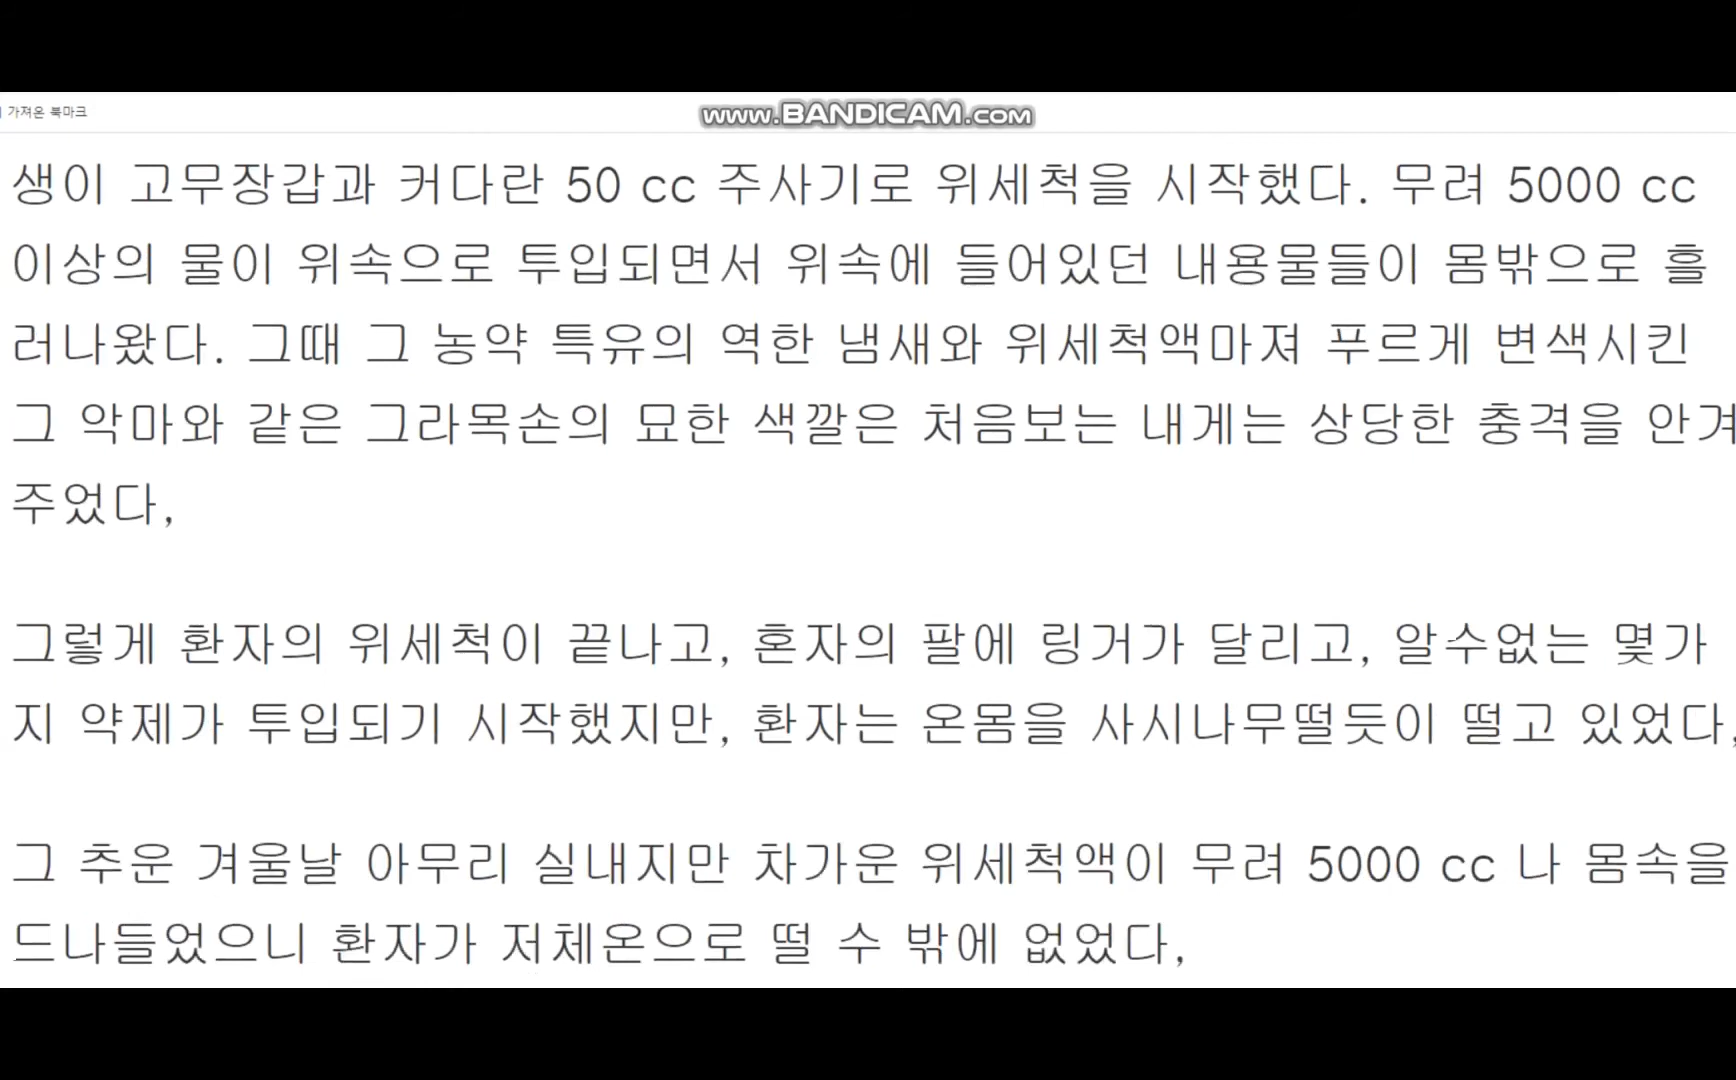 가져온 북마크
www.BANDICAM.com
생이 고무장갑과 커다란 50 cc 주사기로 위세척을 시작했다. 무려 5000 cc
이상의 물이 위속으로 투입되면서 위속에 들어있던 내용물들이 몸밖으로 흘
러나왔다. 그때 그 농약 특유의 역한 냄새와 위세척액마져 푸르게 변색시킨
그 악마와 같은 그라목손의 묘한 색깔은 처음보는 내게는 상당한 충격을 안겨
주었다,
그렇게 환자의 위세척이 끝나고, 혼자의 팔에 링거가 달리고, 알수없는 몇가
지 약제가 투입되기 시작했지만, 환자는 온몸을 사시나무떨듯이 떨고 있었다,
그 추운 겨울날 아무리 실내지만 차가운 위세척액이 무려 5000 cc 나 몸속을
드나들었으니 환자가 저체온으로 떨 수 밖에 없었다,